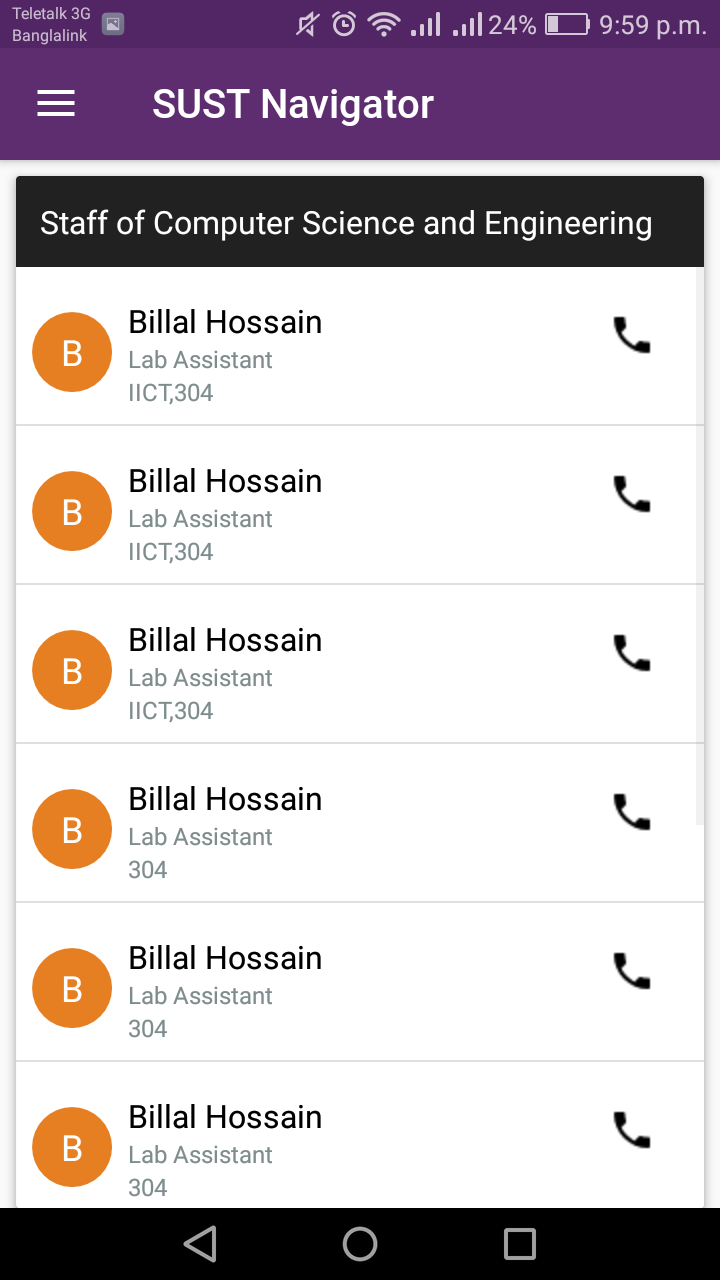 Teletalk 3G
Banglalink
24% 9:59 p.m.
SUST Navigator
Staff of Computer Science and Engineering
B
Billal Hossain
Lab Assistant
IICT,304
B
Billal Hossain
Lab Assistant
IICT,304
B
Billal Hossain
Lab Assistant
IICT,304
B
Billal Hossain
Lab Assistant
304
B
Billal Hossain
Lab Assistant
304
B
Billal Hossain
Lab Assistant
304